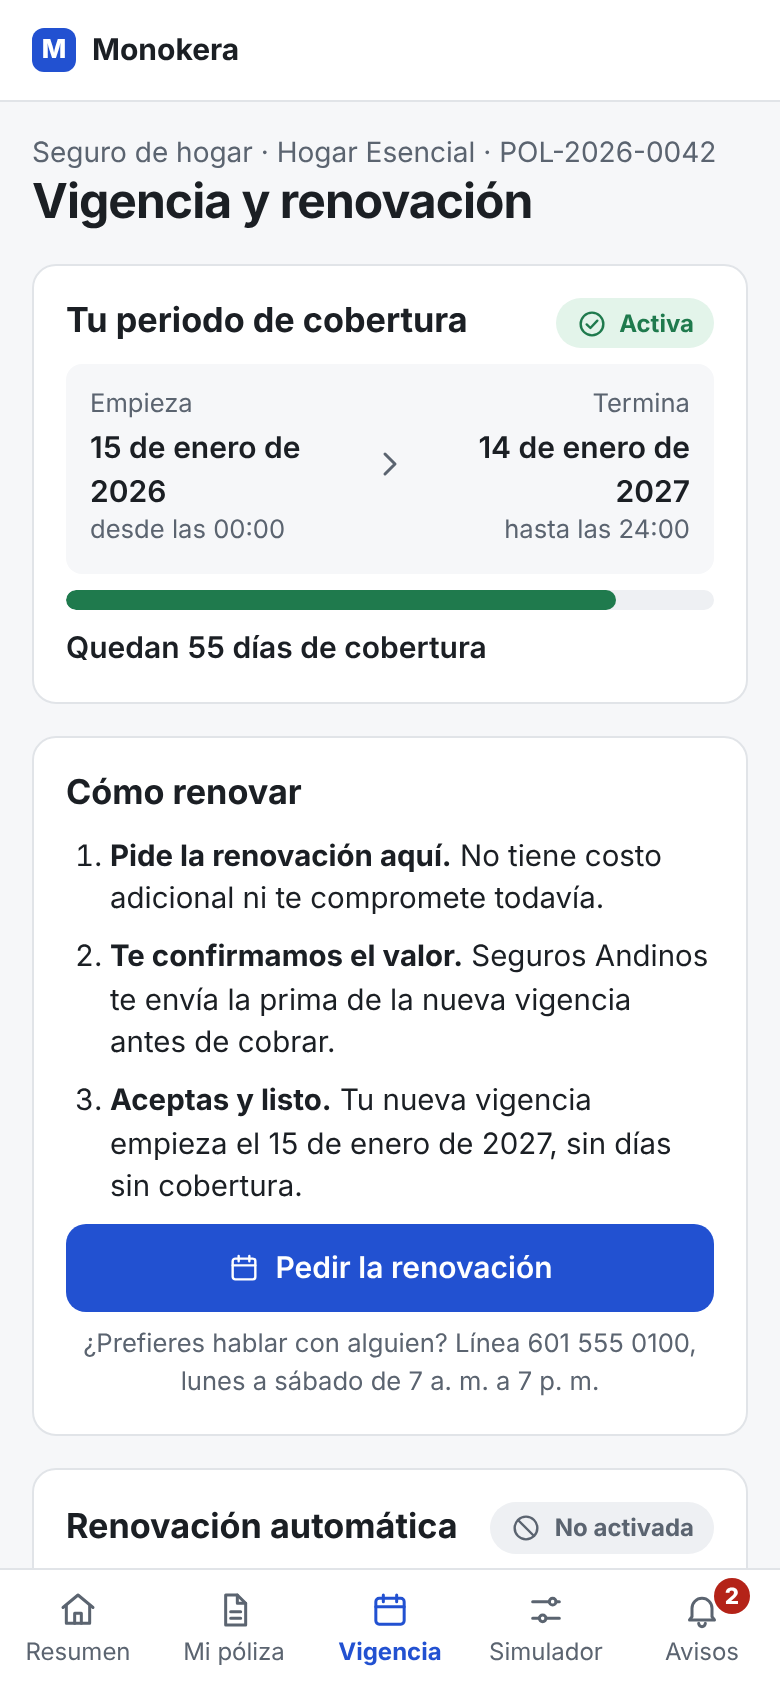 M Monokera
Seguro de hogar · Hogar Esencial · POL-2026-0042
Vigencia y renovación
Tu periodo de cobertura
Activa
Empieza
15 de enero de
2026
desde las 00:00
Termina
14 de enero de
2027
hasta las 24:00
Quedan 55 días de cobertura
Cómo renovar
1. Pide la renovación aquí. No tiene costo
adicional ni te compromete todavía.
2. Te confirmamos el valor. Seguros Andinos
te envía la prima de la nueva vigencia
antes de cobrar.
3. Aceptas y listo. Tu nueva vigencia
empieza el 15 de enero de 2027, sin días
sin cobertura.
Pedir la renovación
¿Prefieres hablar con alguien? Línea 601 555 0100,
lunes a sábado de 7 a. m. a 7 p. m.
Renovación automática
No activada
Resumen
Mi póliza
Vigencia
Simulador
2
Avisos